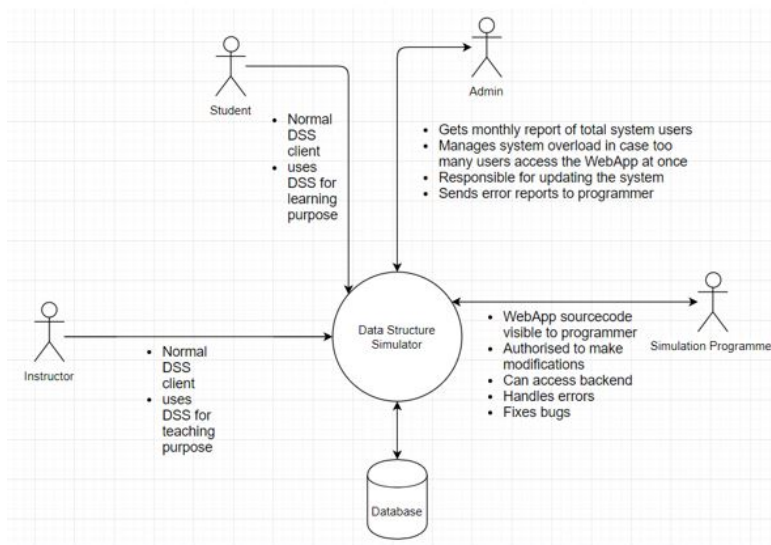 Student
• Normal
DSS
client
• uses
DSS for
learning
purpose
Admin
• Gets monthly report of total system users
• Manages system overload in case too
many users access the WebApp at once
• Responsible for updating the system
• Sends error reports to programmer
Instructor
• Normal
DSS
client
• uses
DSS for
teaching
purpose
Data Structure
Simulator
• WebApp sourcecode
visible to programmer
• Authorised to make
modifications
• Can access backend
• Handles errors
• Fixes bugs
Simulation Programme
Database